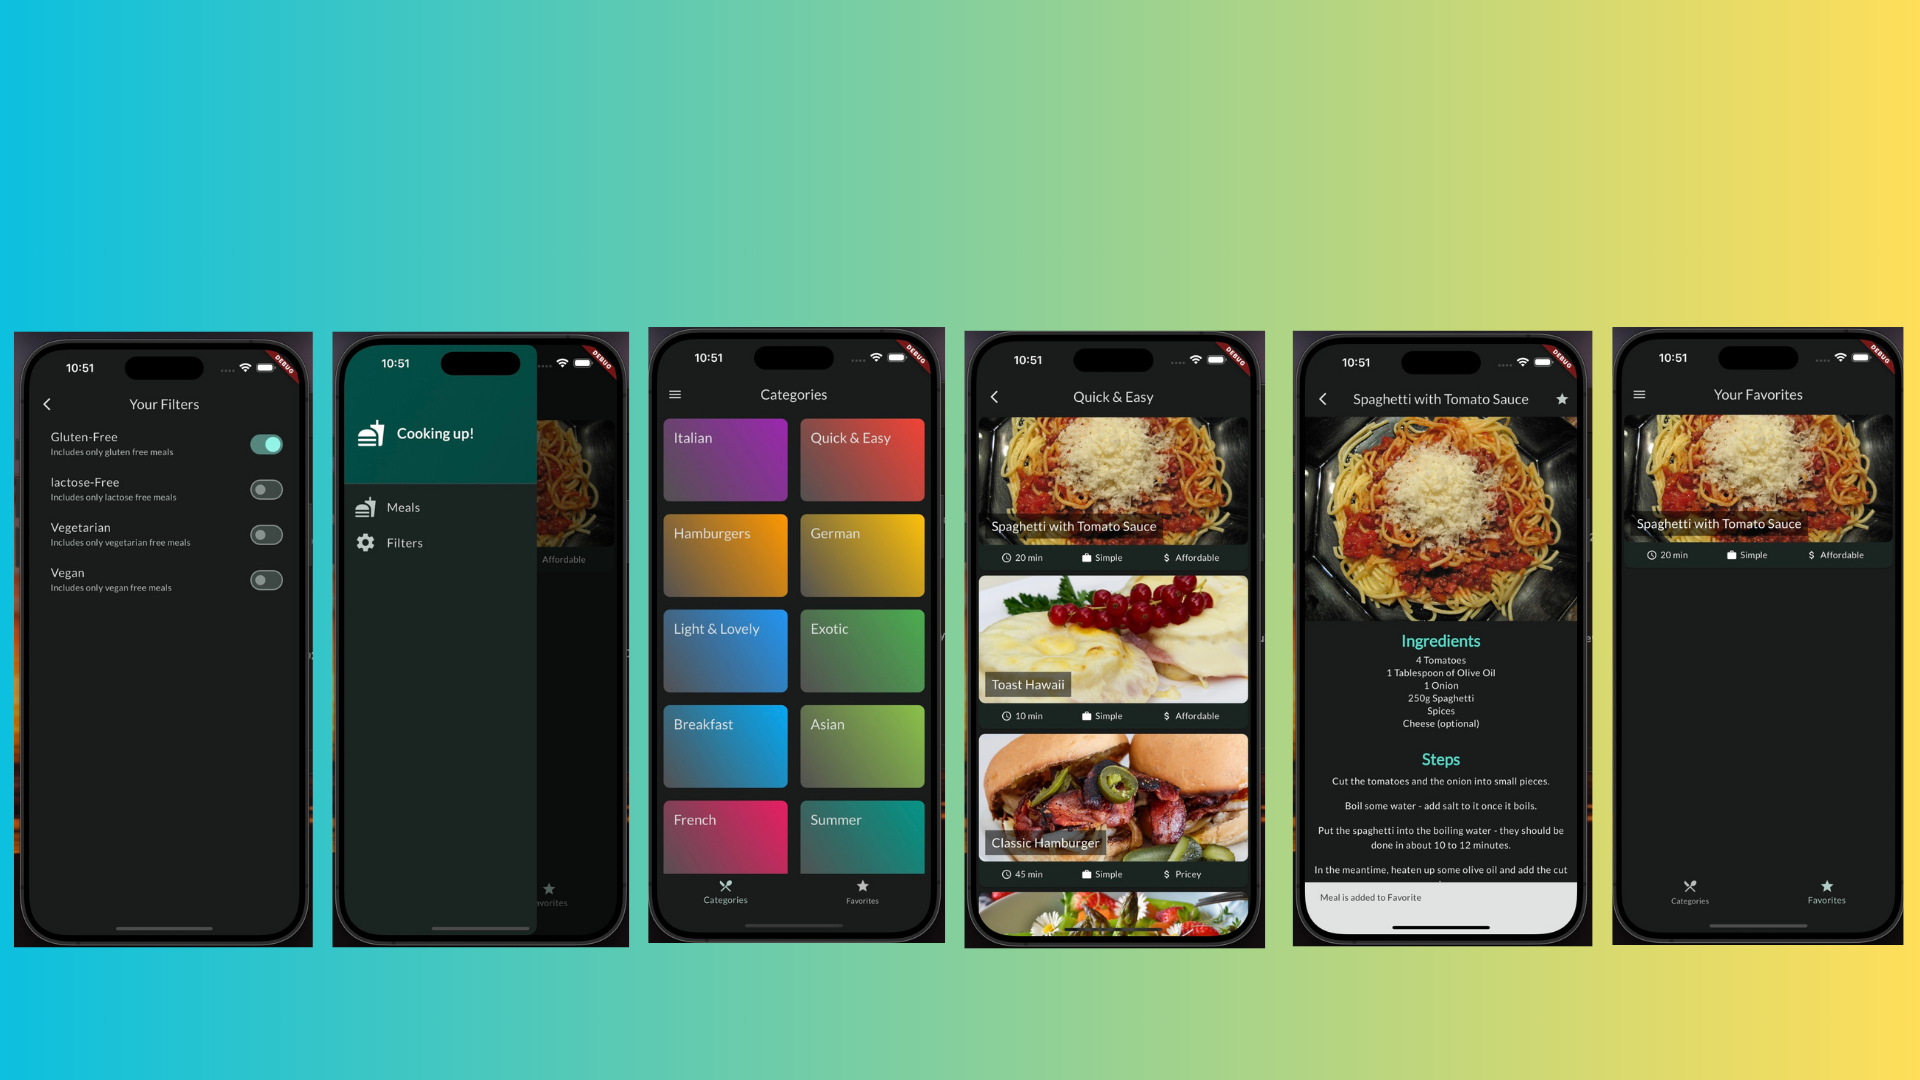 10:51
DEBUG
Your Filters
Gluten-Free
Includes only gluten free meals
lactose-Free
Includes only lactose free meals
Vegetarian
Includes only vegetarian free meals
Vegan
Includes only vegan free meals
10:51
DEBUG
Cooking up!
Meals
Filters
Affordable
avorites
10:51
DEBUG
Categories
Italian
Quick & Easy
Hamburgers
German
Light & Lovely
Exotic
Breakfast
Asian
French
Summer
Categories
Favorites
10:51
DEBUG
Quick & Easy
Spaghetti with Tomato Sauce
20 min
Simple
$ Affordable
Toast Hawaii
10 min
Simple
$ Affordable
Classic Hamburger
45 min
Simple
$ Pricey
10:51
DEBUG
Spaghetti with Tomato Sauce
Ingredients
4 Tomatoes
1 Tablespoon of Olive Oil
1 Onion
250g Spaghetti
Spices
Cheese (optional)
Steps
Cut the tomatoes and the onion into small pieces.
Boil some water - add salt to it once it boils.
Put the spaghetti into the boiling water - they should be
done in about 10 to 12 minutes.
In the meantime, heaten up some olive oil and add the cut
Meal is added to Favorite
10:51
DEBUG
Your Favorites
Spaghetti with Tomato Sauce
20 min
Simple
$ Affordable
Categories
Favorites